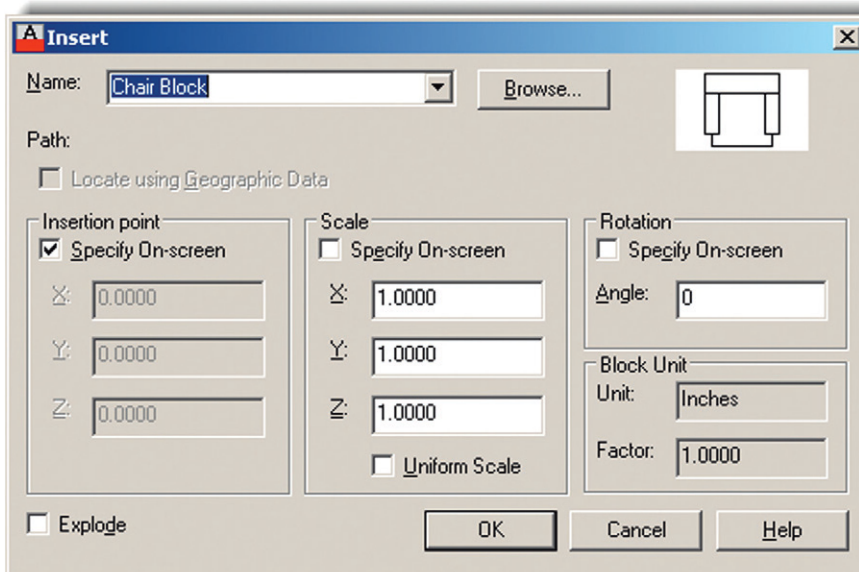 A Insert
Name: Chair Block Browse...
Path:
Locate using Geographic Data
Insertion point
Specify On-screen
X: 0.0000
Y: 0.0000
Z: 0.0000
Scale
Specify On-screen
X: 1.0000
Y: 1.0000
Z: 1.0000
Uniform Scale
Rotation
Specify On-screen
Angle: 0
Block Unit
Unit: Inches
Factor: 1.0000
Explode
OK Cancel Help